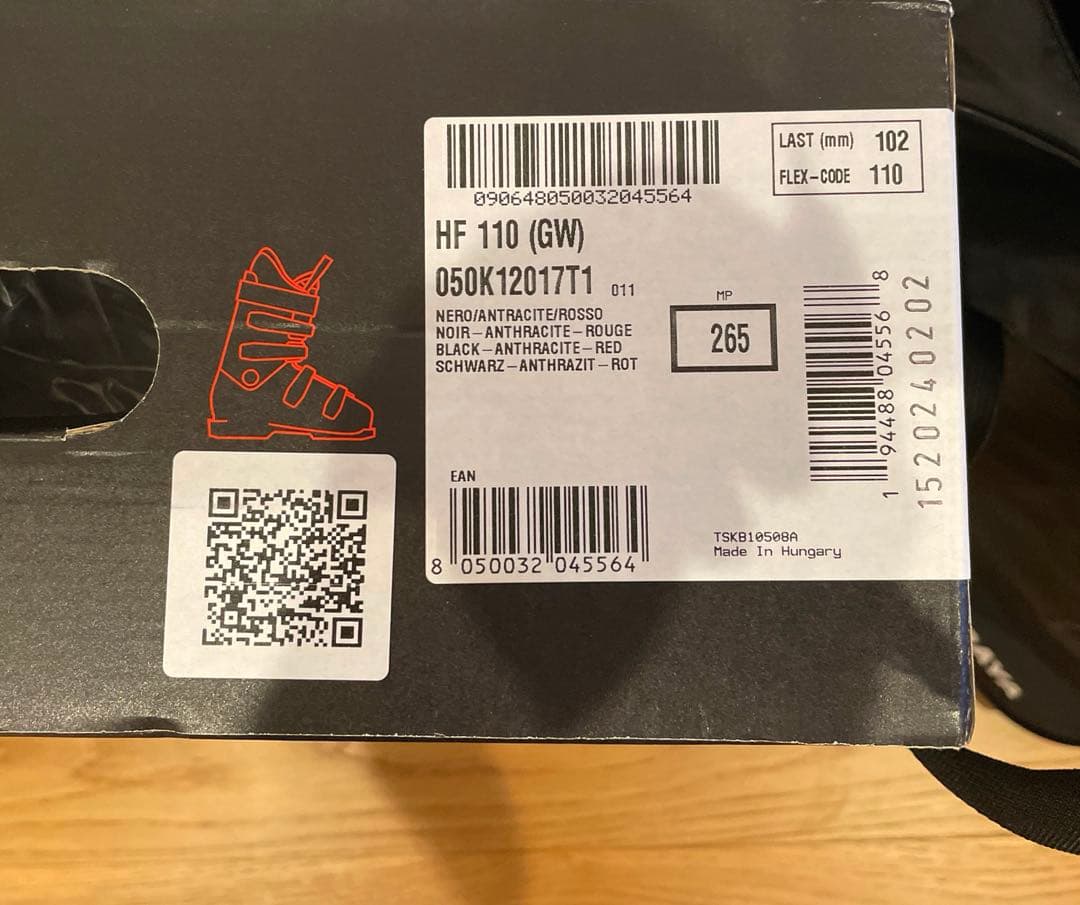 090648050032045564
LAST (mm) 102
FLEX-CODE 110
HF 110 (GW)
050K12017T1 011
NERO/ANTRACITE/ROSSO
NOIR-ANTHRACITE-ROUGE
BLACK-ANTHRACITE-RED
SCHWARZ-ANTHRAZIT-ROT
MP
265
1 94488 04556 8
1520240202
EAN
8 050032 045564
TSKB10508A
Made In Hungary